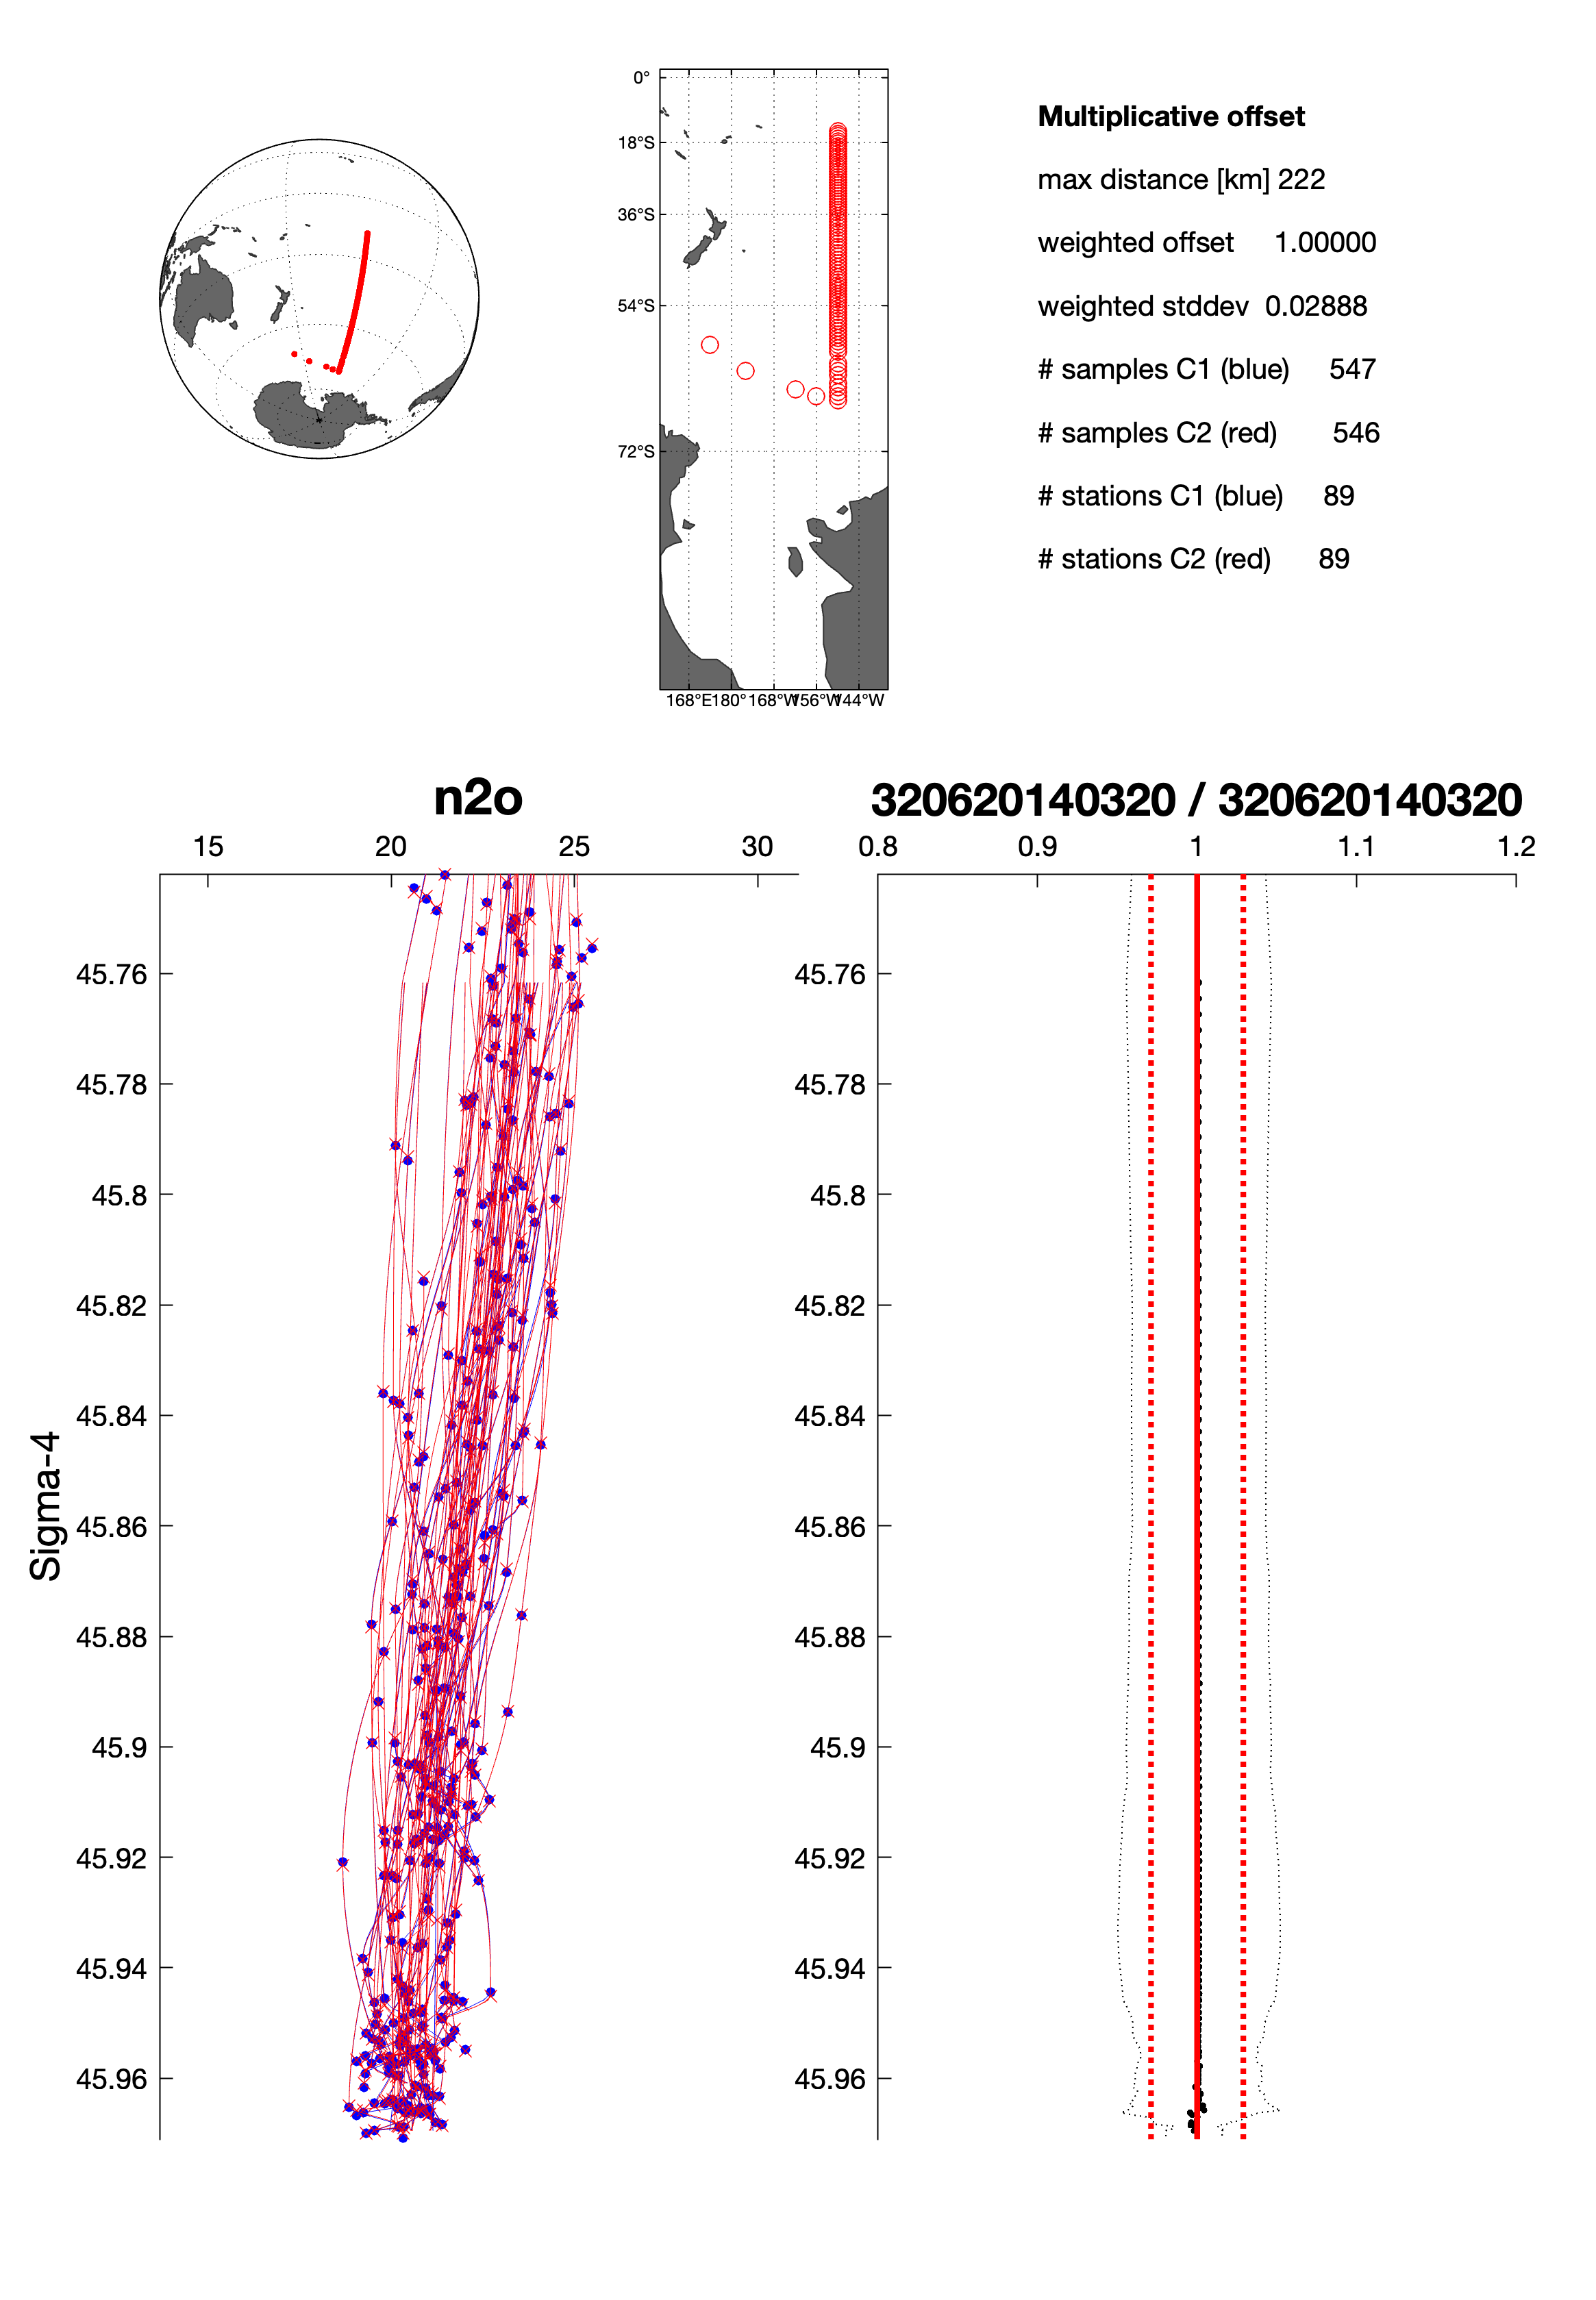 0°
18°S
36°S
54°S
72°S
168°E 180° 168°W 156°W 144°W
Multiplicative offset
max distance [km] 222
weighted offset 1.00000
weighted stddev 0.02888
# samples C1 (blue) 547
# samples C2 (red) 546
# stations C1 (blue) 89
# stations C2 (red) 89
n2o
15 20 25 30
45.76
45.78
45.8
45.82
45.84
45.86
45.88
45.9
45.92
45.94
45.96
Sigma-4
320620140320 / 320620140320
0.8 0.9 1 1.1 1.2
45.76
45.78
45.8
45.82
45.84
45.86
45.88
45.9
45.92
45.94
45.96